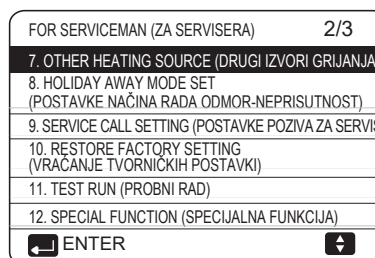 FOR SERVICEMAN (ZA SERVISERA) 2/3
7. OTHER HEATING SOURCE (DRUGI IZVORI GRIJANJA
8. HOLIDAY AWAY MODE SET
(POSTAVKE NAČINA RADA ODMOR-NEPRISUTNOST)
9. SERVICE CALL SETTING (POSTAVKE POZIVA ZA SERVIS
10. RESTORE FACTORY SETTING
(VRAĆANJE TVORNIČKIH POSTAVKI)
11. TEST RUN (PROBNI RAD)
12. SPECIAL FUNCTION (SPECIJALNA FUNKCIJA)
ENTER